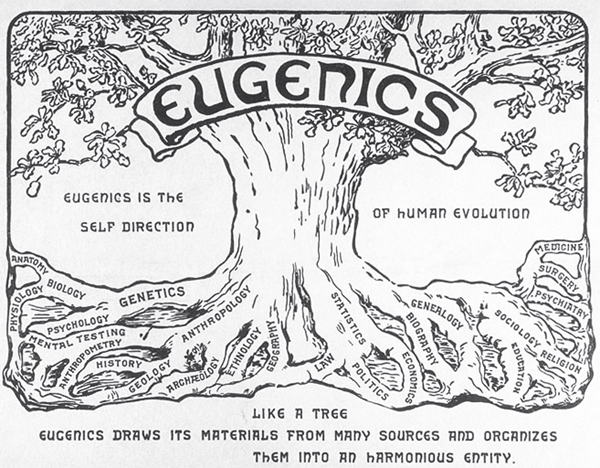 EUGENICS
EUGENICS IS THE
SELF DIRECTION
OF HUMAN EVOLUTION
ANATOMY
PHYSIOLOGY
BIOLOGY
GENETICS
PSYCHOLOGY
MENTAL TESTING
ANTHROPOMETRY
HISTORY
GEOLOGY
ANTHROPOLOGY
ARCHÆOLOGY
ETHNOLOGY
GEOGRAPHY
LAW
STATISTICS
POLITICS
ECONOMICS
BIOGRAPHY
GENEALOGY
EDUCATION
SOCIOLOGY
RELIGION
PSYCHIATRY
SURGERY
MEDICINE
LIKE A TREE
EUGENICS DRAWS ITS MATERIALS FROM MANY SOURCES AND ORGANIZES
THEM INTO AN HARMONIOUS ENTITY.